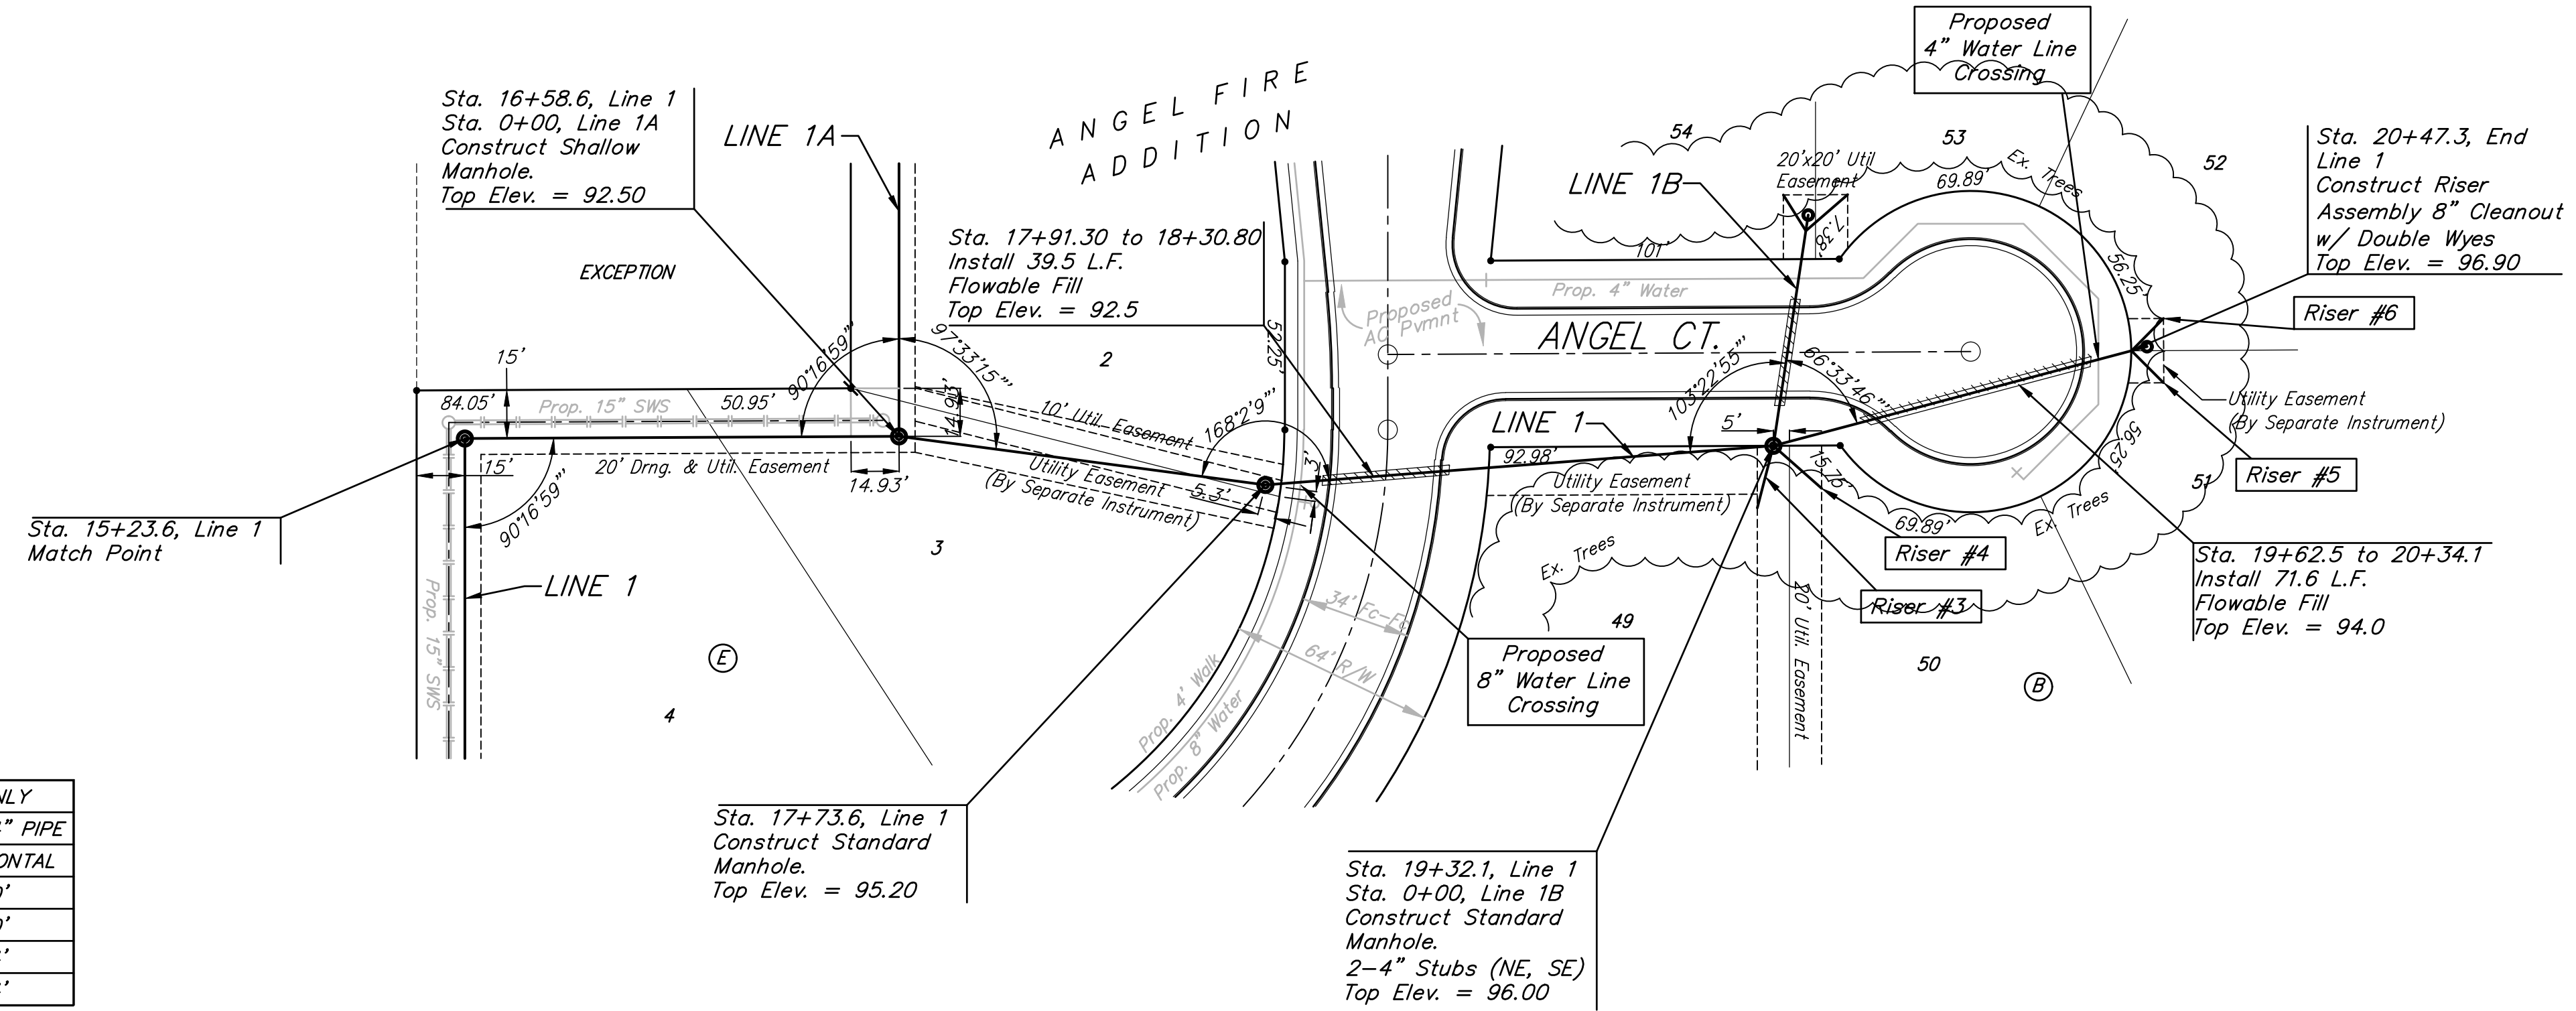 Proposed
4" Water Line
Crossing
ANGEL FIRE
ADDITION
Sta. 16+58.6, Line 1
Sta. 0+00, Line 1A
Construct Shallow
Manhole.
Top Elev. = 92.50
LINE 1A
54
53
52
20'x20' Util
Easement
Ex. Trees
69.89'
LINE 1B
7.38'
101'
Sta. 20+47.3, End
Line 1
Construct Riser
Assembly 8" Cleanout
w/ Double Wyes
Top Elev. = 96.90
Sta. 17+91.30 to 18+30.80
Install 39.5 L.F.
Flowable Fill
Top Elev. = 92.5
EXCEPTION
56.25'
Riser #6
Prop. 4" Water
Proposed
AC Pvmnt
52.25'
ANGEL CT.
15'
90°16'59"'
97°33'15"'
2
103°22'55"'
66°33'46"'
84.05'
Prop. 15" SWS
50.95'
14.93'
10' Util. Easement
168°2'9"'
LINE 1
5'
Utility Easement
(By Separate Instrument)
56.25'
15'
20' Drng. & Util. Easement
14.93'
Utility Easement
(By Separate Instrument)
5.3'
3'
92.98'
Utility Easement
(By Separate Instrument)
15.75'
Riser #5
51
Ex. Trees
69.89'
90°16'59"'
Sta. 15+23.6, Line 1
Match Point
3
Ex. Trees
Riser #4
Sta. 19+62.5 to 20+34.1
Install 71.6 L.F.
Flowable Fill
Top Elev. = 94.0
LINE 1
Prop. 15" SWS
34' Fc-Fc
Riser #3
49
20' Util. Easement
50
E
64' R/W
Proposed
8" Water Line
Crossing
B
4
Prop. 4' Walk
Prop. 8" Water
" PIPE
Sta. 17+73.6, Line 1
Construct Standard
Manhole.
Top Elev. = 95.20
Sta. 19+32.1, Line 1
Sta. 0+00, Line 1B
Construct Standard
Manhole.
2-4" Stubs (NE, SE)
Top Elev. = 96.00